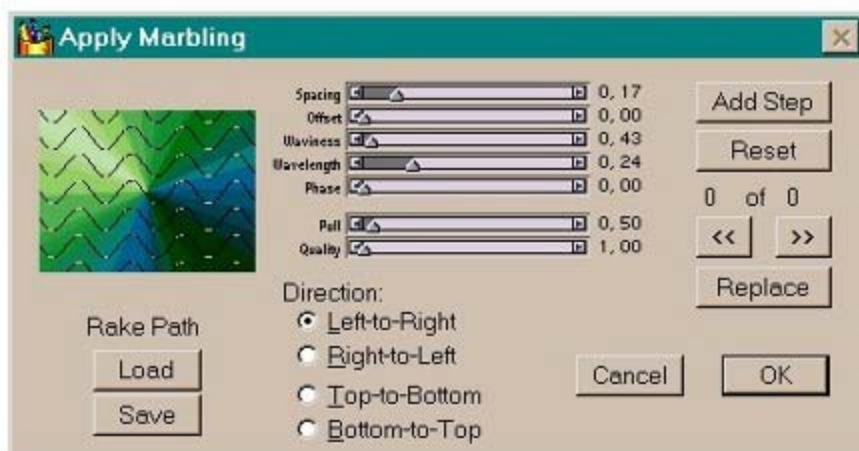 Apply Marbling
Spacing 0,17
Offset 0,00
Waviness 0,43
Wavelength 0,24
Phase 0,00
Pull 0,50
Quality 1,00
Direction:
Left-to-Right
Right-to-Left
Top-to-Bottom
Bottom-to-Top
Rake Path
Load
Save
Add Step
Reset
0 of 0
<< >>
Replace
Cancel OK